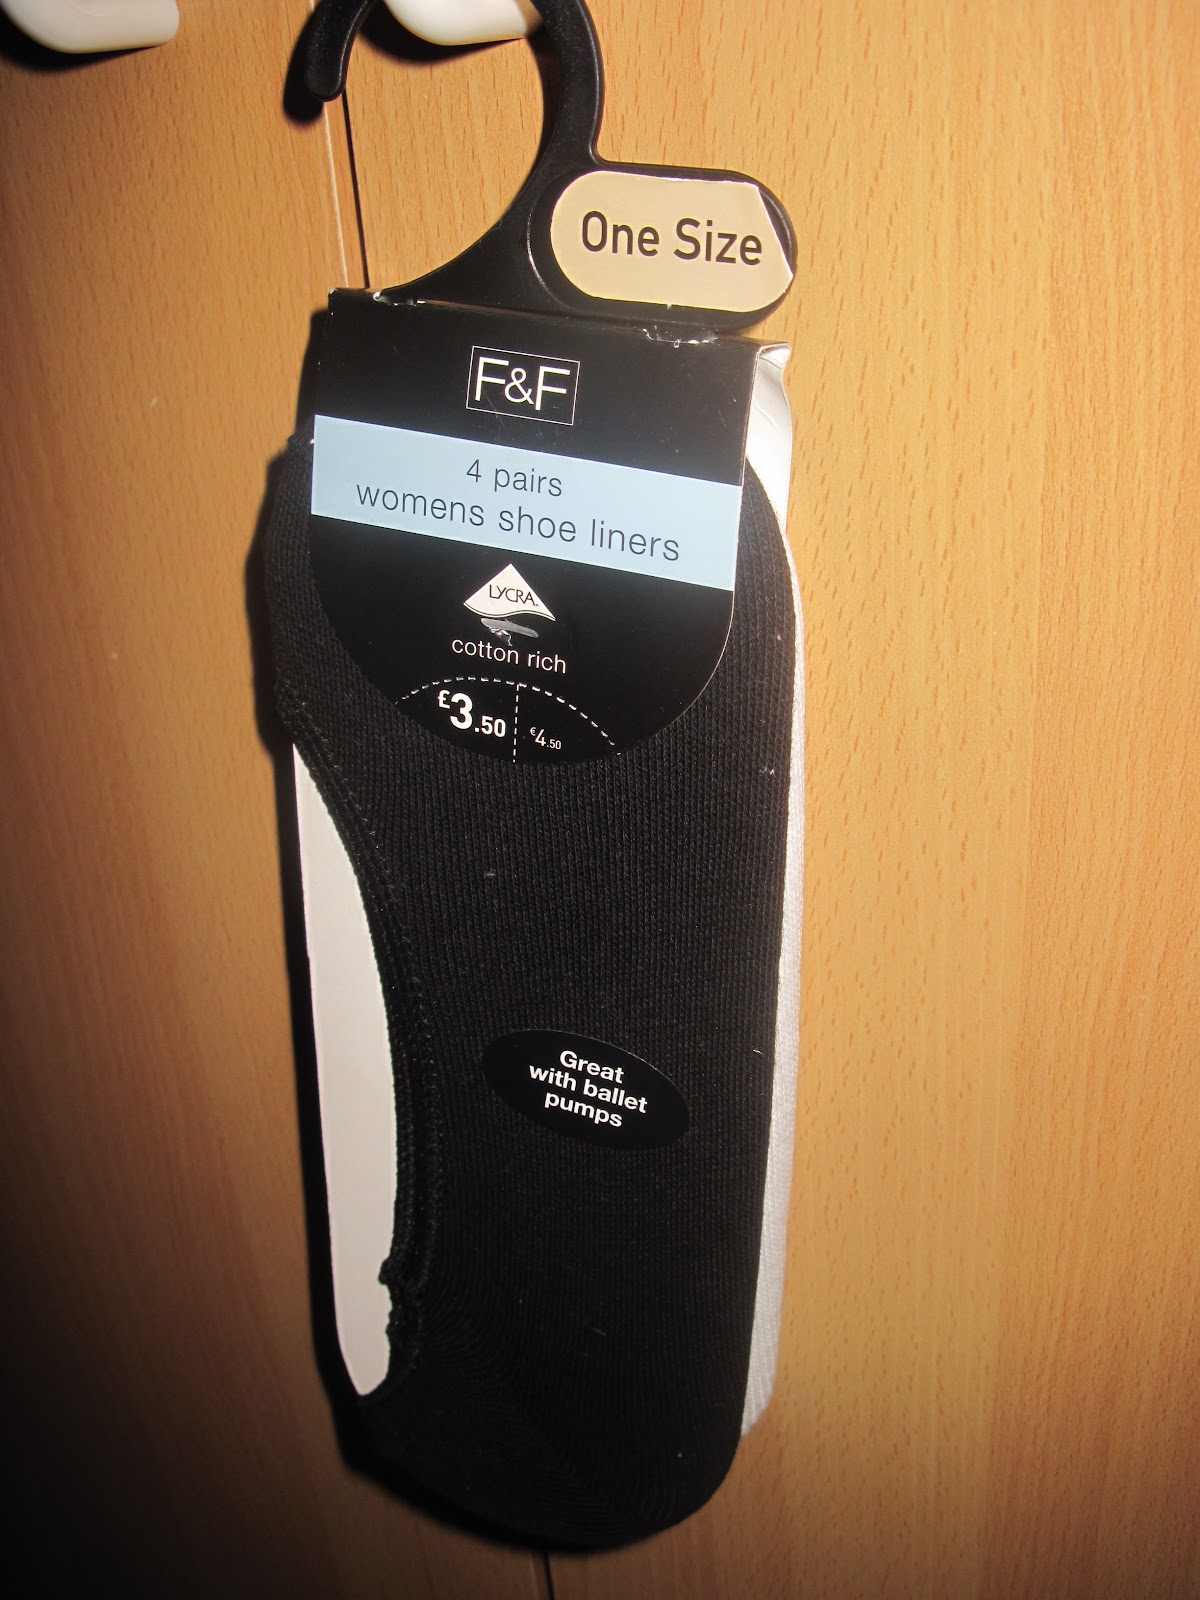 One Size
F&F
4 pairs
womens shoe liners
LYCRA.
cotton rich
£3.50 €4.50
Great
with ballet
pumps